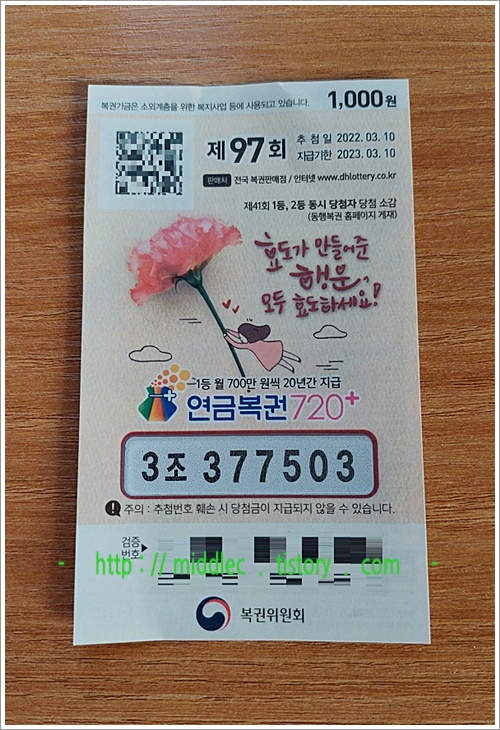 복권기금은 소외계층을 위한 복지사업 등에 사용되고 있습니다. 1,000원
제97회 추첨일 2022. 03. 10
지급기한 2023. 03. 10
판매처 전국 복권판매점 / 인터넷 www.dhlottery.co.kr
제41회 1등, 2등 동시 당첨자 당첨 소감
(동행복권 홈페이지 게재)
효도가 만들어준
행운,
모두 효도하세요!
1등 월 700만 원씩 20년간 지급
연금복권720+
3조 377503
주의 : 추첨번호 훼손 시 당첨금이 지급되지 않을 수 있습니다.
검증
번호
- http : // middlec . tistory . com -
복권위원회